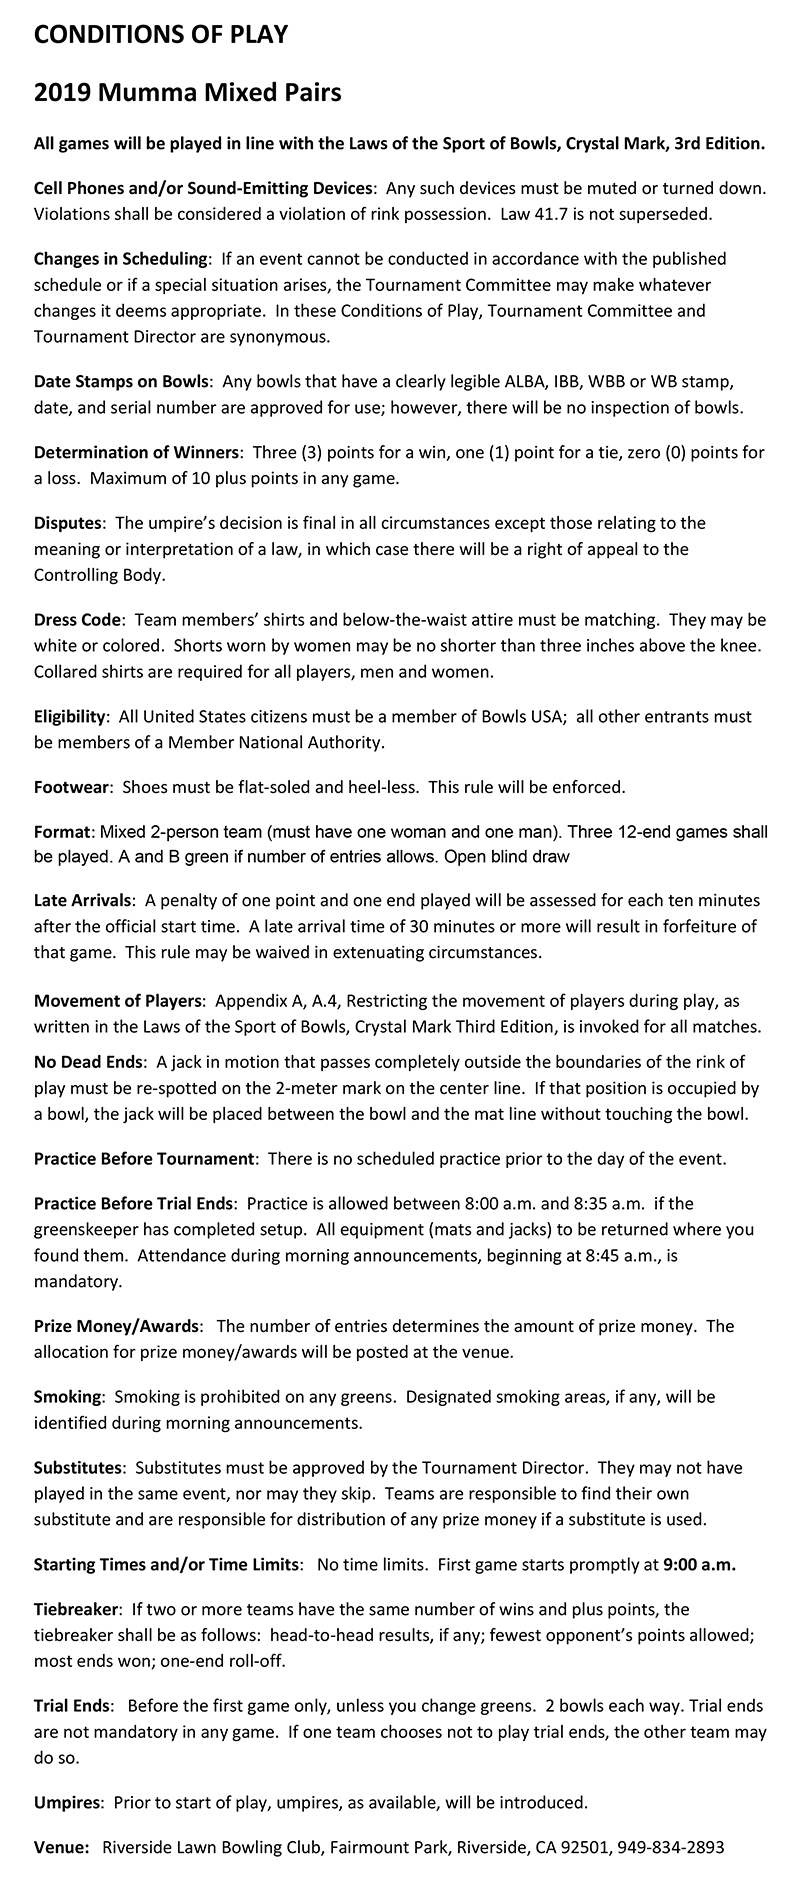 CONDITIONS OF PLAY
2019 Mumma Mixed Pairs
All games will be played in line with the Laws of the Sport of Bowls, Crystal Mark, 3rd Edition.
Cell Phones and/or Sound-Emitting Devices:  Any such devices must be muted or turned down.
Violations shall be considered a violation of rink possession.  Law 41.7 is not superseded.
Changes in Scheduling:  If an event cannot be conducted in accordance with the published
schedule or if a special situation arises, the Tournament Committee may make whatever
changes it deems appropriate.  In these Conditions of Play, Tournament Committee and
Tournament Director are synonymous.
Date Stamps on Bowls:  Any bowls that have a clearly legible ALBA, IBB, WBB or WB stamp,
date, and serial number are approved for use; however, there will be no inspection of bowls.
Determination of Winners:  Three (3) points for a win, one (1) point for a tie, zero (0) points for
a loss.  Maximum of 10 plus points in any game.
Disputes:  The umpire’s decision is final in all circumstances except those relating to the
meaning or interpretation of a law, in which case there will be a right of appeal to the
Controlling Body.
Dress Code:  Team members’ shirts and below-the-waist attire must be matching.  They may be
white or colored.  Shorts worn by women may be no shorter than three inches above the knee.
Collared shirts are required for all players, men and women.
Eligibility:  All United States citizens must be a member of Bowls USA;  all other entrants must
be members of a Member National Authority.
Footwear:  Shoes must be flat-soled and heel-less.  This rule will be enforced.
Format: Mixed 2-person team (must have one woman and one man). Three 12-end games shall
be played. A and B green if number of entries allows. Open blind draw
Late Arrivals:  A penalty of one point and one end played will be assessed for each ten minutes
after the official start time.  A late arrival time of 30 minutes or more will result in forfeiture of
that game.  This rule may be waived in extenuating circumstances.
Movement of Players:  Appendix A, A.4, Restricting the movement of players during play, as
written in the Laws of the Sport of Bowls, Crystal Mark Third Edition, is invoked for all matches.
No Dead Ends:  A jack in motion that passes completely outside the boundaries of the rink of
play must be re-spotted on the 2-meter mark on the center line.  If that position is occupied by
a bowl, the jack will be placed between the bowl and the mat line without touching the bowl.
Practice Before Tournament:  There is no scheduled practice prior to the day of the event.
Practice Before Trial Ends:  Practice is allowed between 8:00 a.m. and 8:35 a.m.  if the
greenskeeper has completed setup.  All equipment (mats and jacks) to be returned where you
found them.  Attendance during morning announcements, beginning at 8:45 a.m., is
mandatory.
Prize Money/Awards:   The number of entries determines the amount of prize money.  The
allocation for prize money/awards will be posted at the venue.
Smoking:  Smoking is prohibited on any greens.  Designated smoking areas, if any, will be
identified during morning announcements.
Substitutes:  Substitutes must be approved by the Tournament Director.  They may not have
played in the same event, nor may they skip.  Teams are responsible to find their own
substitute and are responsible for distribution of any prize money if a substitute is used.
Starting Times and/or Time Limits:   No time limits.  First game starts promptly at 9:00 a.m.
Tiebreaker:  If two or more teams have the same number of wins and plus points, the
tiebreaker shall be as follows:  head-to-head results, if any; fewest opponent’s points allowed;
most ends won; one-end roll-off.
Trial Ends:   Before the first game only, unless you change greens.  2 bowls each way. Trial ends
are not mandatory in any game.  If one team chooses not to play trial ends, the other team may
do so.
Umpires:  Prior to start of play, umpires, as available, will be introduced.
Venue:   Riverside Lawn Bowling Club, Fairmount Park, Riverside, CA 92501, 949-834-2893